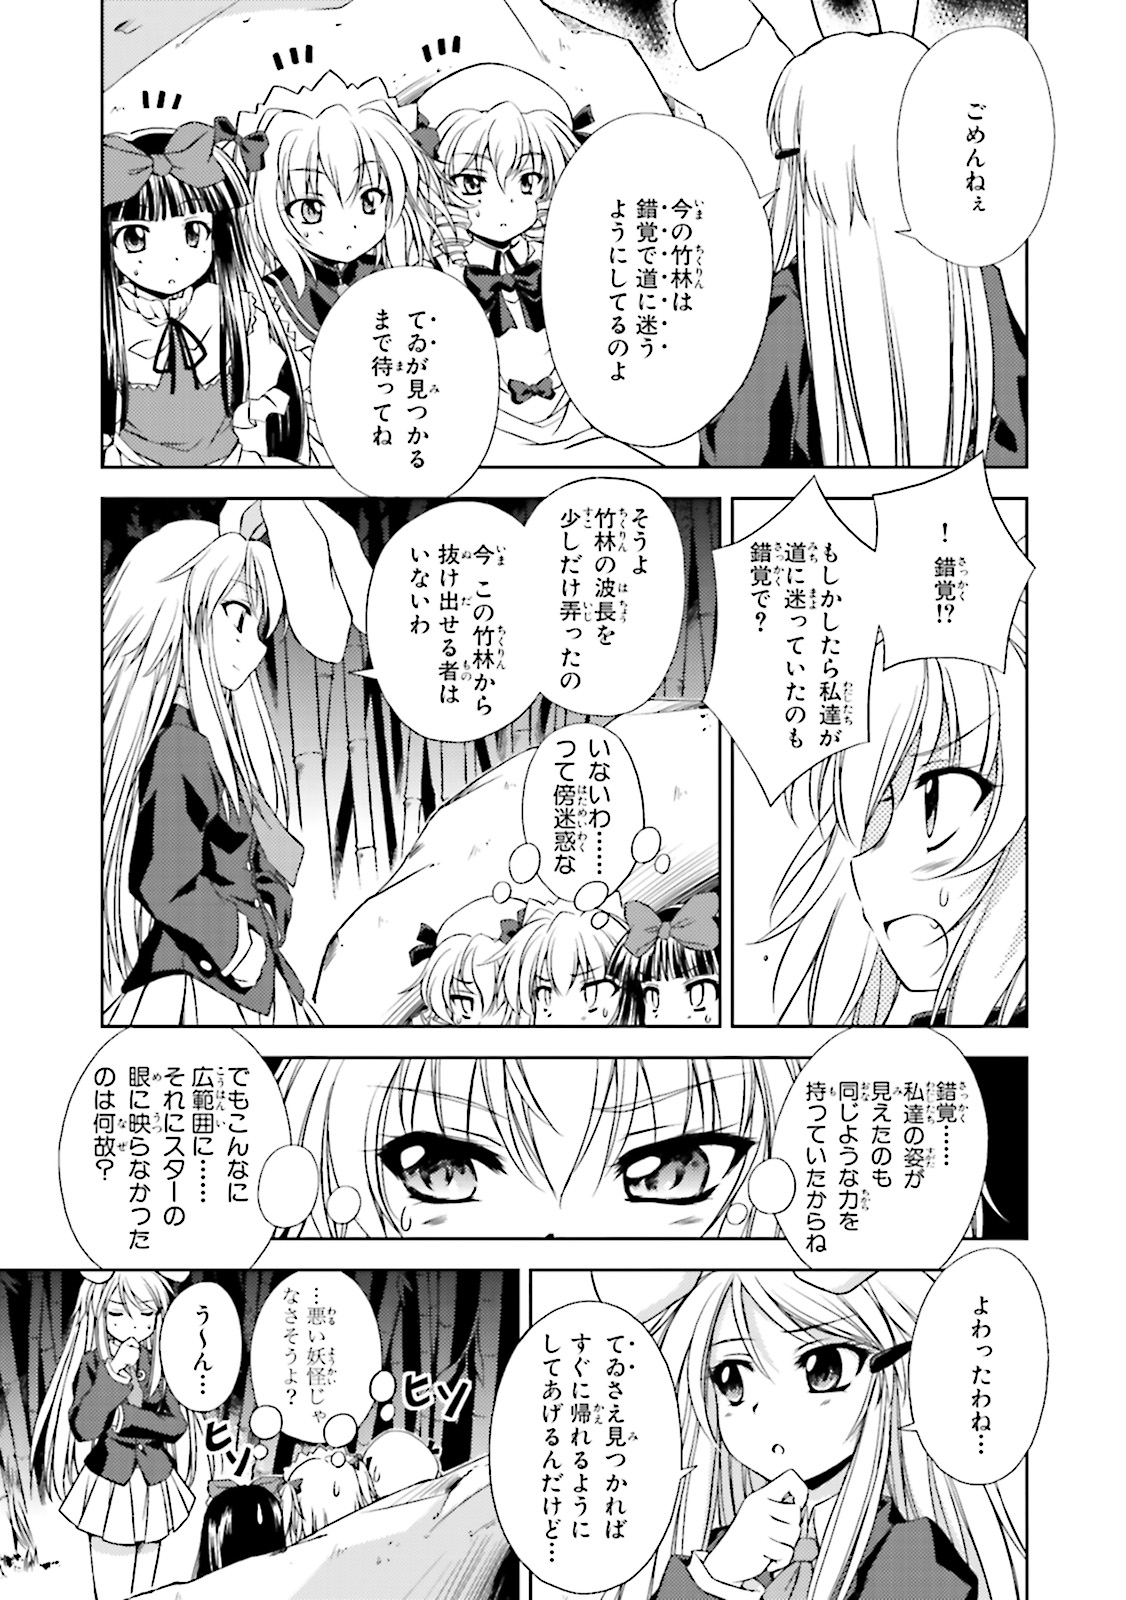 ごめんねぇ
今の竹林は
錯覚で道に迷う
ようにしてるのよ
てゐが見つかる
まで待ってね
！
錯覚!?
もしかしたら私達が
道に迷っていたのも
錯覚で？
そうよ
竹林の波長を
少しだけ弄ったの
今 この竹林から
抜け出せる者は
いないわ
いないわ……
って傍迷惑な
錯覚……
私達の姿が
見えたのも
同じような力を
持っていたからね
でもこんなに
広範囲に……
それにスターの
眼に映らなかった
のは何故？
よわったわね…
てゐさえ見つかれば
すぐに帰れるように
してあげるんだけど…
…悪い妖怪じゃ
なさそうよ？
ヒソ
ヒソ
う〜ん…